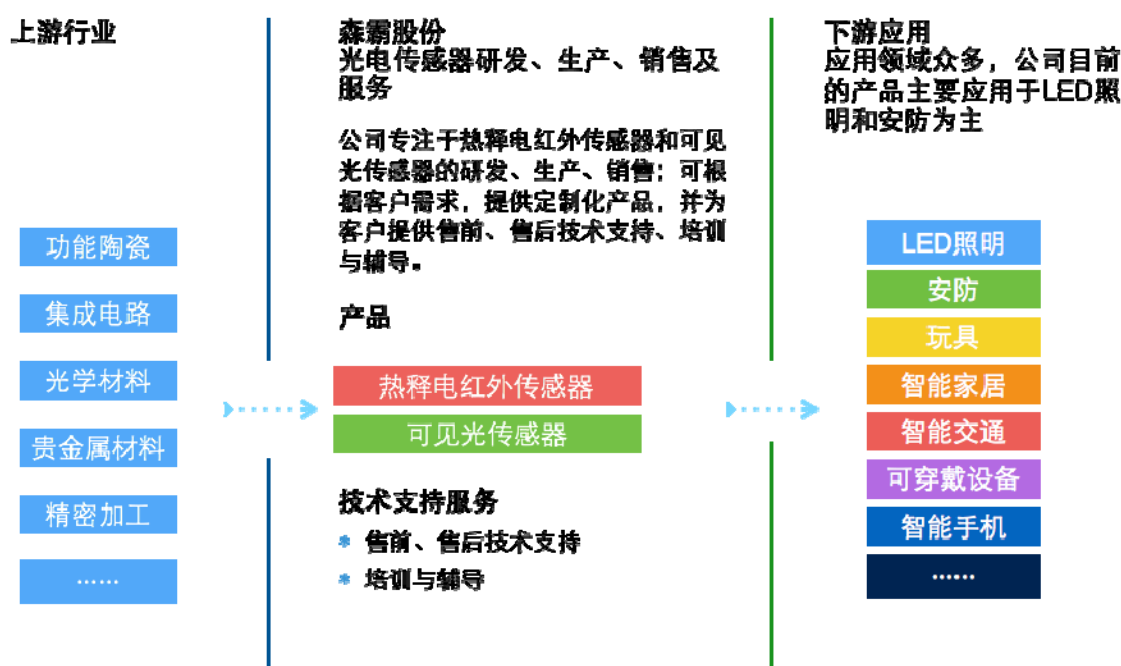 上游行业
功能陶瓷
集成电路
光学材料
贵金属材料
精密加工
……
森霸股份
光电传感器研发、生产、销售及
服务
公司专注于热释电红外传感器和可见
光传感器的研发、生产、销售；可根
据客户需求，提供定制化产品，并为
客户提供售前、售后技术支持、培训
与辅导。
产品
热释电红外传感器
可见光传感器
技术支持服务
* 售前、售后技术支持
* 培训与辅导
下游应用
应用领域众多，公司目前
的产品主要应用于LED照
明和安防为主
LED照明
安防
玩具
智能家居
智能交通
可穿戴设备
智能手机
……